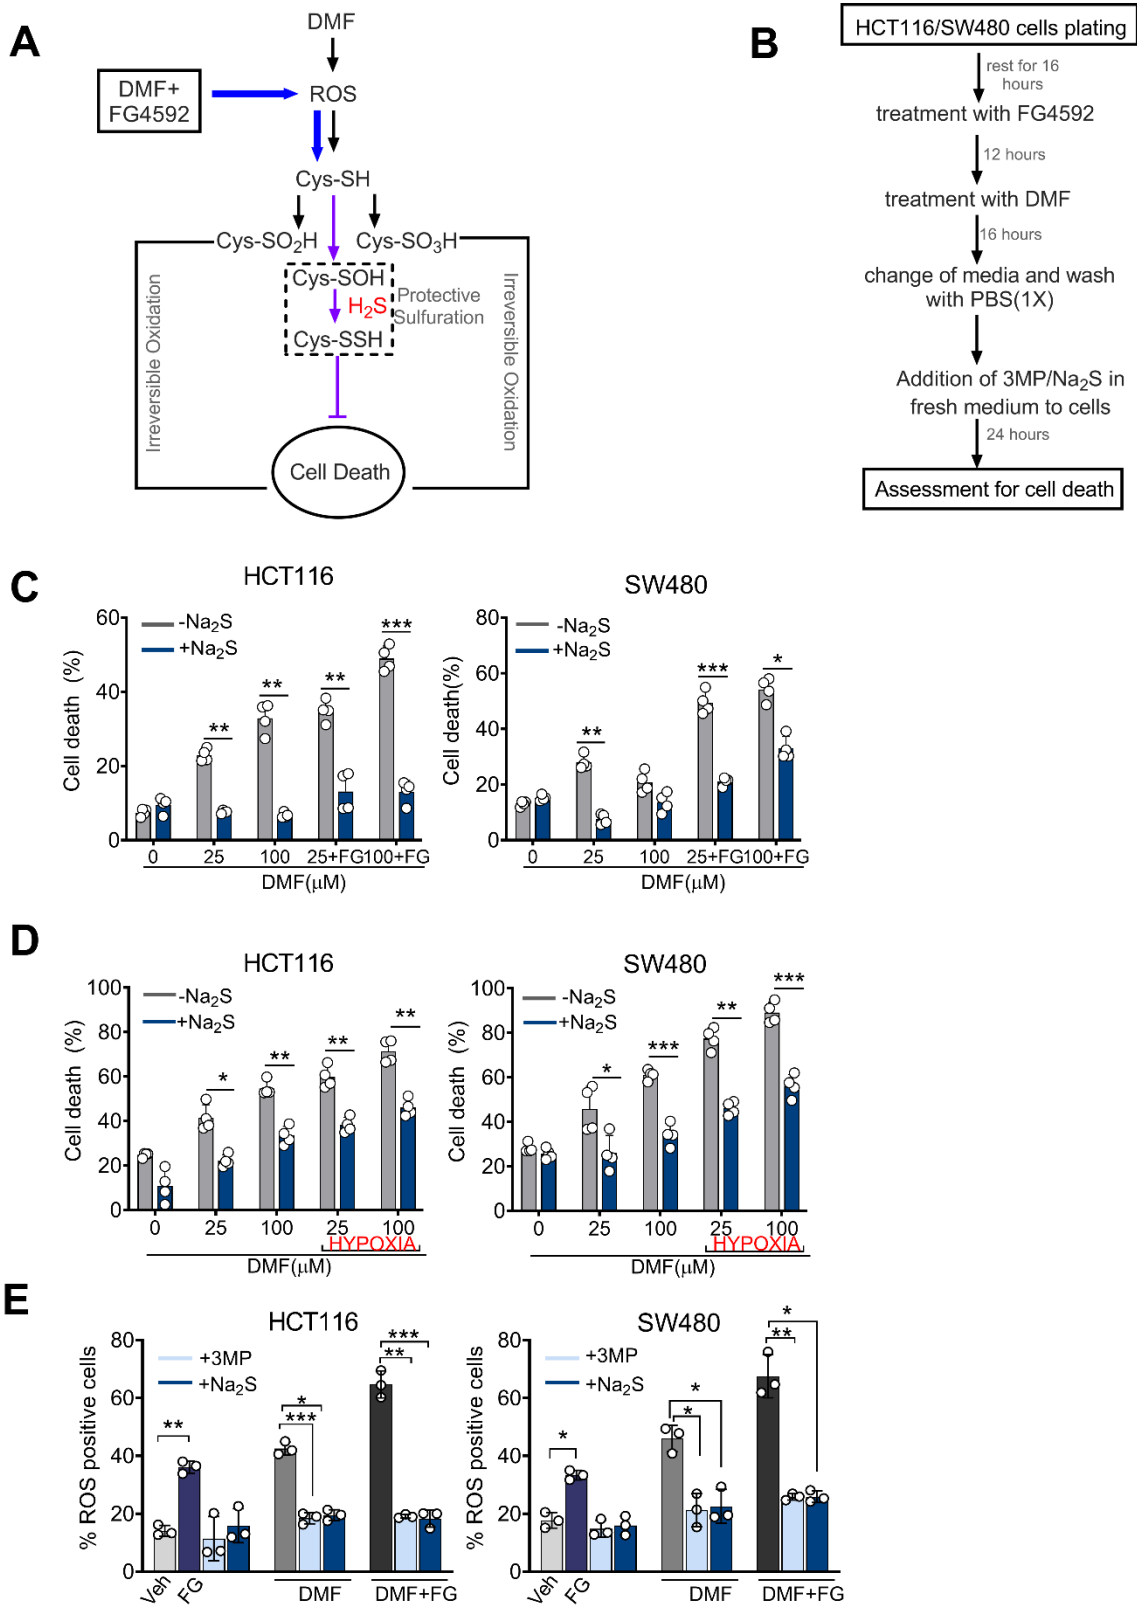 A
DMF
DMF+
FG4592
ROS
Cys-SH
Cys-SO2H
Cys-SO3H
Cys-SOH
H2S
Protective
Sulfuration
Cys-SSH
Irreversible Oxidation
Irreversible Oxidation
Cell Death
B
HCT116/SW480 cells plating
rest for 16
hours
treatment with FG4592
12 hours
treatment with DMF
16 hours
change of media and wash
with PBS(1X)
Addition of 3MP/Na2S in
fresh medium to cells
24 hours
Assessment for cell death
C
HCT116
-Na2S
+Na2S
Cell death (%)
60
40
20
0
**
**
**
***
0 25 100 25+FG 100+FG
DMF(μM)
SW480
-Na2S
+Na2S
Cell death(%)
80
60
40
20
0
**
***
*
0 25 100 25+FG 100+FG
DMF(μM)
D
HCT116
-Na2S
+Na2S
Cell death (%)
100
80
60
40
20
0
*
**
**
**
0 25 100 25 100
HYPOXIA
DMF(μM)
SW480
-Na2S
+Na2S
Cell death (%)
100
80
60
40
20
0
*
***
**
***
0 25 100 25 100
HYPOXIA
DMF(μM)
E
HCT116
+3MP
+Na2S
% ROS positive cells
80
60
40
20
0
**
*
***
***
**
Veh FG DMF DMF+FG
SW480
+3MP
+Na2S
% ROS positive cells
80
60
40
20
0
*
*
*
*
**
Veh FG DMF DMF+FG